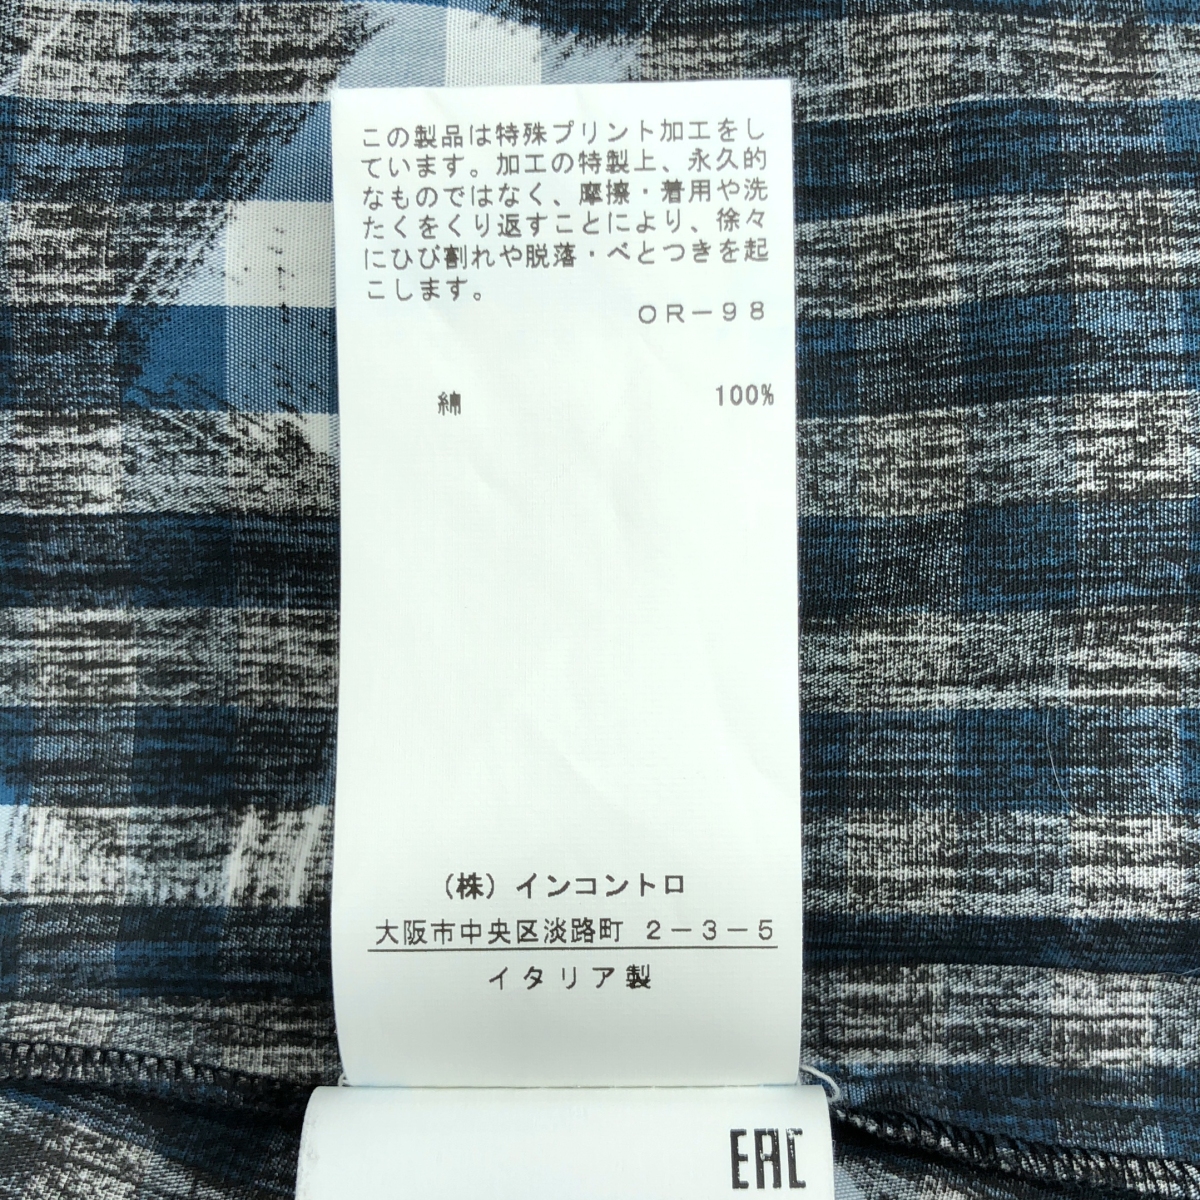 この製品は特殊プリント加工をし
ています。加工の特製上、永久的
なものではなく、摩擦・着用や洗
たくをくり返すことにより、徐々
にひび割れや脱落・べとつきを起
こします。
OR-98
綿 100%
(株)インコントロ
大阪市中央区淡路町 2-3-5
イタリア製
EAC